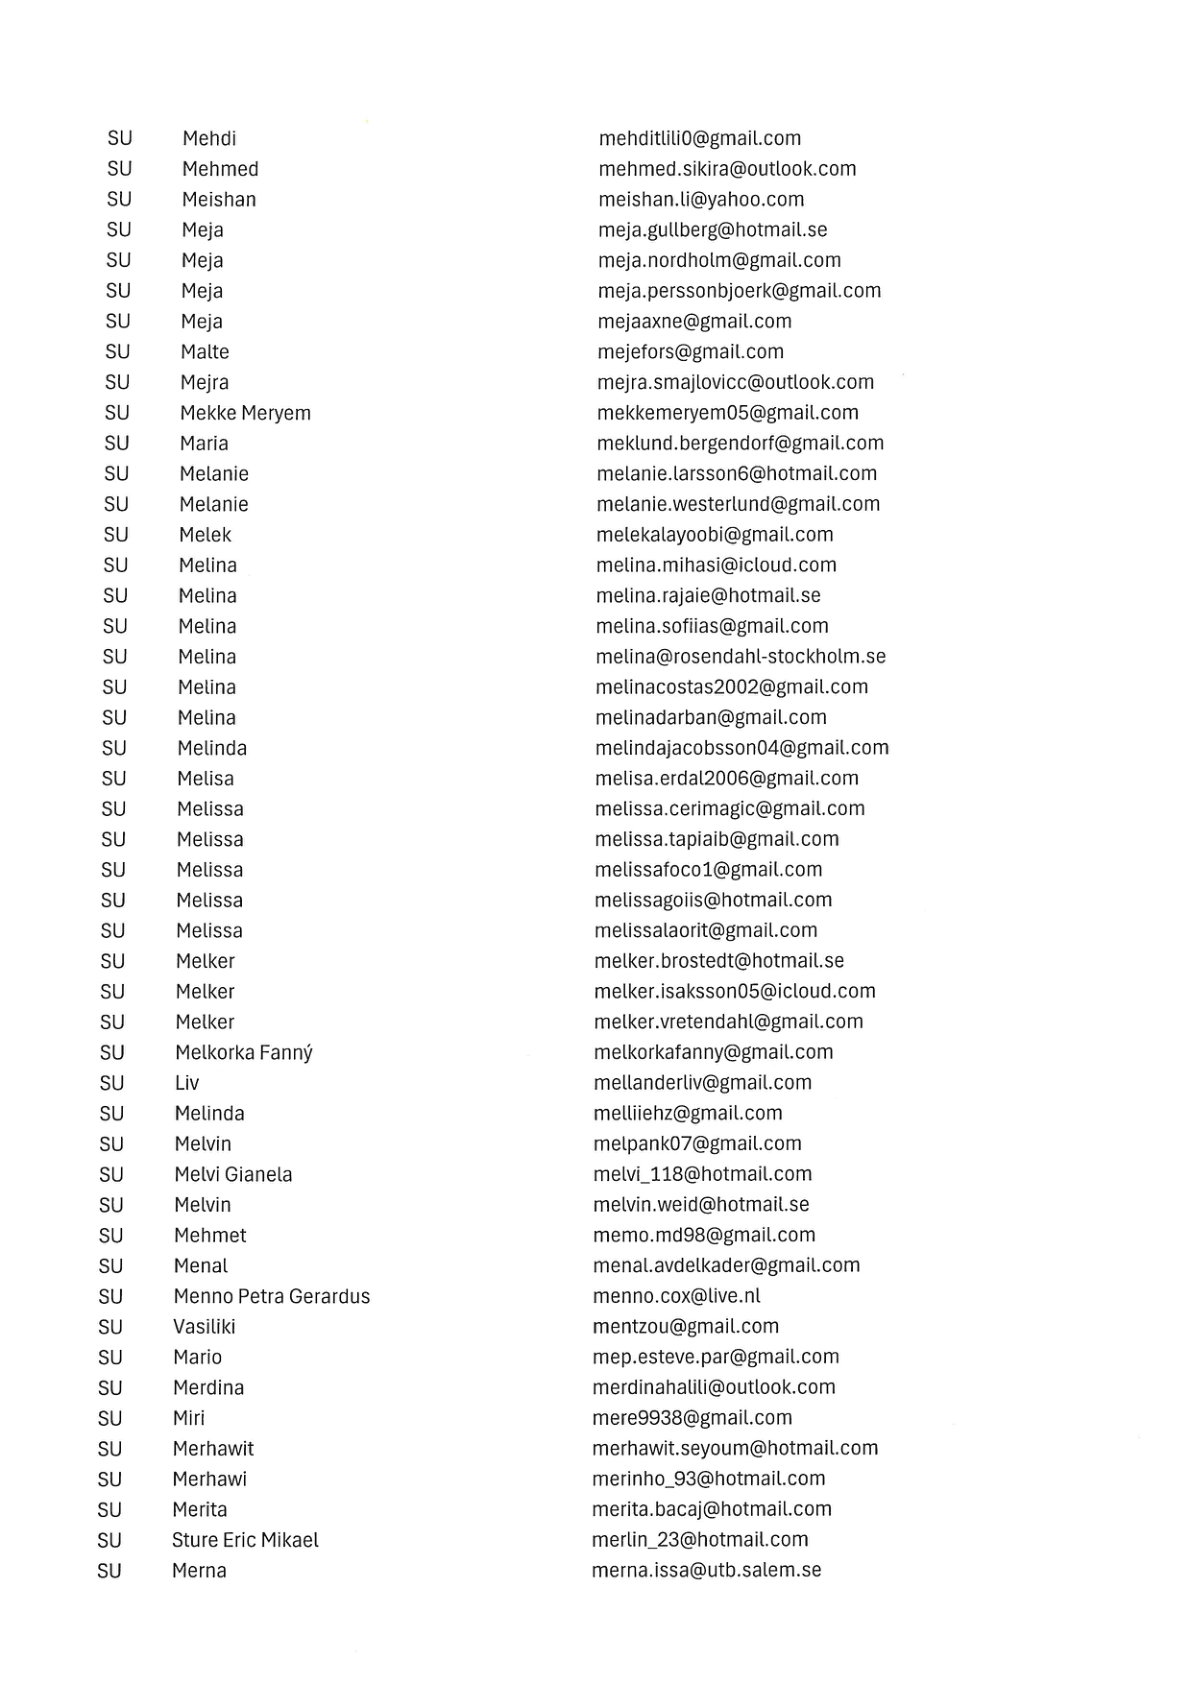 SU Mehdi mehditlili0@gmail.com
SU Mehmed mehmed.sikira@outlook.com
SU Meishan meishan.li@yahoo.com
SU Meja meja.gullberg@hotmail.se
SU Meja meja.nordholm@gmail.com
SU Meja meja.perssonbjoerk@gmail.com
SU Meja mejaaxne@gmail.com
SU Malte mejefors@gmail.com
SU Mejra mejra.smajlovicc@outlook.com
SU Mekke Meryem mekkemeryem05@gmail.com
SU Maria meklund.bergendorf@gmail.com
SU Melanie melanie.larsson6@hotmail.com
SU Melanie melanie.westerlund@gmail.com
SU Melek melekalayoobi@gmail.com
SU Melina melina.mihasi@icloud.com
SU Melina melina.rajaie@hotmail.se
SU Melina melina.sofiias@gmail.com
SU Melina melina@rosendahl-stockholm.se
SU Melina melinacostas2002@gmail.com
SU Melina melinadarban@gmail.com
SU Melinda melindajacobsson04@gmail.com
SU Melisa melisa.erdal2006@gmail.com
SU Melissa melissa.cerimagic@gmail.com
SU Melissa melissa.tapiaib@gmail.com
SU Melissa melissafoco1@gmail.com
SU Melissa melissagoiis@hotmail.com
SU Melissa melissalaorit@gmail.com
SU Melker melker.brostedt@hotmail.se
SU Melker melker.isaksson05@icloud.com
SU Melker melker.vretendahl@gmail.com
SU Melkorka Fanný melkorkafanny@gmail.com
SU Liv mellanderliv@gmail.com
SU Melinda melliiehz@gmail.com
SU Melvin melpank07@gmail.com
SU Melvi Gianela melvi_118@hotmail.com
SU Melvin melvin.weid@hotmail.se
SU Mehmet memo.md98@gmail.com
SU Menal menal.avdelkader@gmail.com
SU Menno Petra Gerardus menno.cox@live.nl
SU Vasiliki mentzou@gmail.com
SU Mario mep.esteve.par@gmail.com
SU Merdina merdinahalili@outlook.com
SU Miri mere9938@gmail.com
SU Merhawit merhawit.seyoum@hotmail.com
SU Merhawi merinho_93@hotmail.com
SU Merita merita.bacaj@hotmail.com
SU Sture Eric Mikael merlin_23@hotmail.com
SU Merna merna.issa@utb.salem.se